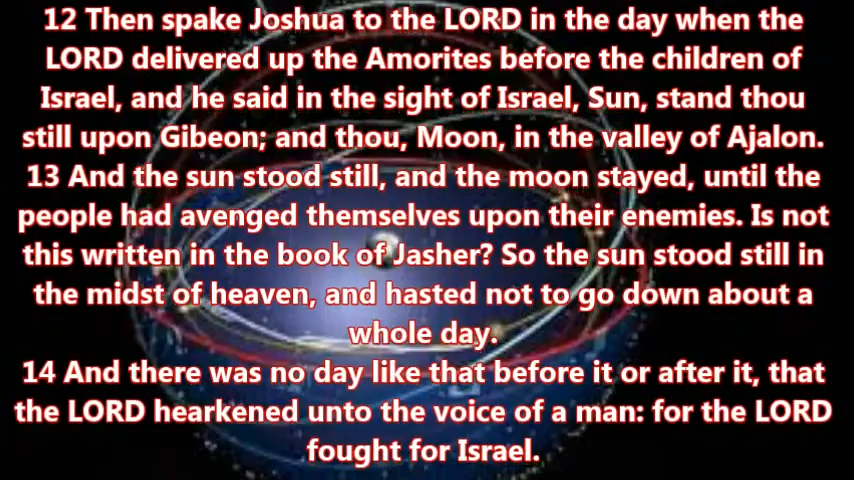 12 Then spake Joshua to the LORD in the day when the
LORD delivered up the Amorites before the children of
Israel, and he said in the sight of Israel, Sun, stand thou
still upon Gibeon; and thou, Moon, in the valley of Ajalon.
13 And the sun stood still, and the moon stayed, until the
people had avenged themselves upon their enemies. Is not
this written in the book of Jasher? So the sun stood still in
the midst of heaven, and hasted not to go down about a
whole day.
14 And there was no day like that before it or after it, that
the LORD hearkened unto the voice of a man: for the LORD
fought for Israel.